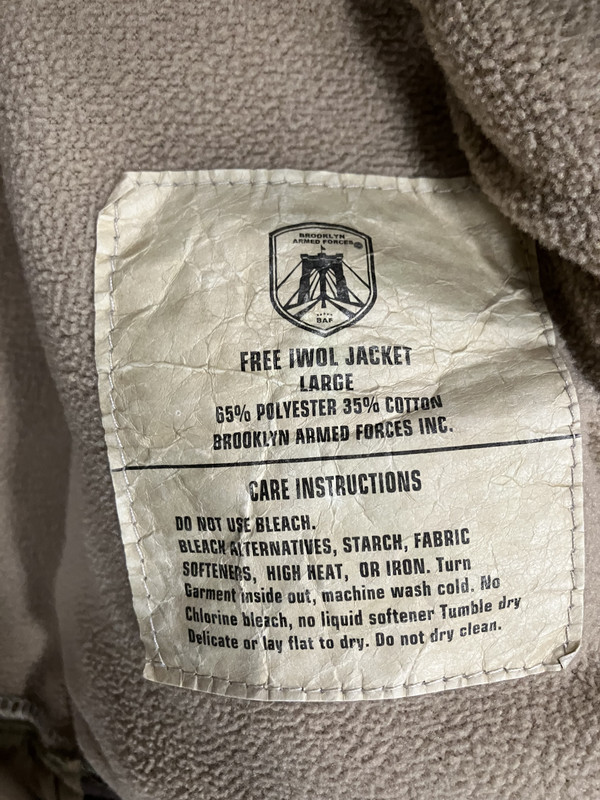 BROOKLYN
ARMED FORCES
BAF
FREE IWOL JACKET
LARGE
65% POLYESTER 35% COTTON
BROOKLYN ARMED FORCES INC.
CARE INSTRUCTIONS
DO NOT USE BLEACH.
BLEACH ALTERNATIVES, STARCH, FABRIC
SOFTENERS, HIGH HEAT, OR IRON. Turn
Garment inside out, machine wash cold. No
Chlorine bleach, no liquid softener Tumble dry
Delicate or lay flat to dry. Do not dry clean.